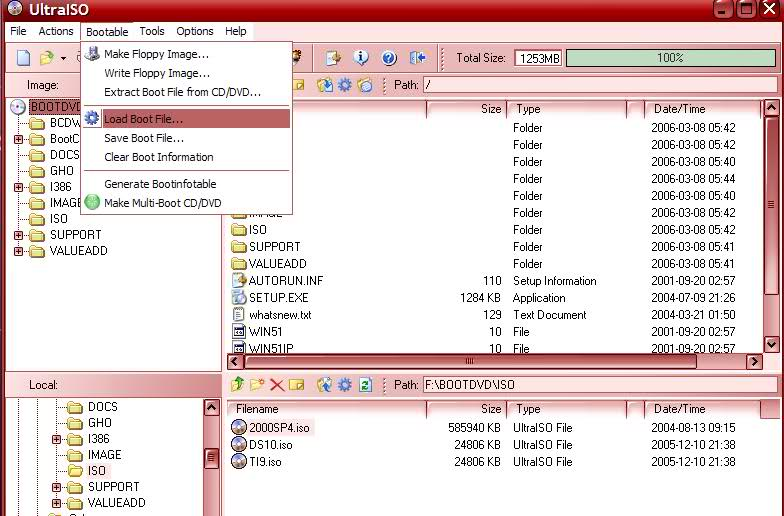 UltraISO
File Actions Bootable Tools Options Help
Total Size: 1253MB 100%
Make Floppy Image...
Write Floppy Image...
Extract Boot File from CD/DVD...
Load Boot File...
Save Boot File...
Clear Boot Information
Generate Bootinfotable
Make Multi-Boot CD/DVD
Image:
Path: /
BOOTDVD
BCDW
BootC
DOCS
GHO
I386
IMAG
ISO
SUPPORT
VALUEADD
Size Type Date/Time
Folder 2006-03-08 05:42
Folder 2006-03-08 05:42
Folder 2006-03-08 05:40
Folder 2006-03-08 05:44
Folder 2006-03-08 05:40
IMAGE Folder 2006-03-08 05:42
ISO Folder 2006-03-08 05:42
SUPPORT Folder 2006-03-08 05:41
VALUEADD Folder 2006-03-08 05:41
AUTORUN.INF 110 Setup Information 2001-09-20 02:57
SETUP.EXE 1284 KB Application 2004-07-09 21:26
whatsnew.txt 129 Text Document 2004-03-21 01:50
WIN51 10 File 2001-09-20 02:57
WIN51IP 10 File 2001-09-20 02:57
Local:
Path: F:\BOOTDVD\ISO
DOCS
GHO
I386
IMAGE
ISO
SUPPORT
VALUEADD
Filename Size Type Date/Time
2000SP4.iso 585940 KB UltraISO File 2004-08-13 09:15
DS10.iso 24806 KB UltraISO File 2005-12-10 21:38
TI9.iso 24806 KB UltraISO File 2005-12-10 21:38